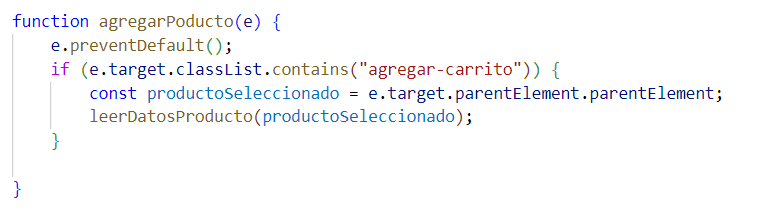 function agregarPoducto(e) {
    e.preventDefault();
    if (e.target.classList.contains("agregar-carrito")) {
        const productoSeleccionado = e.target.parentElement.parentElement;
        leerDatosProducto(productoSeleccionado);
    }
}